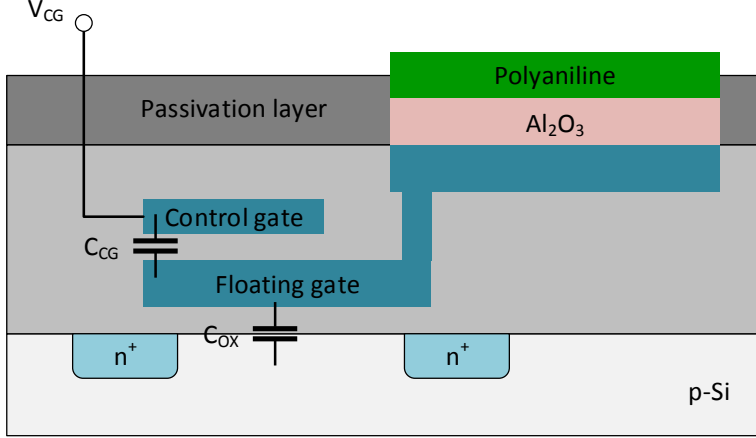 V_CG
Polyaniline
Passivation layer
Al₂O₃
Control gate
C_CG
Floating gate
C_OX
n⁺
n⁺
p-Si